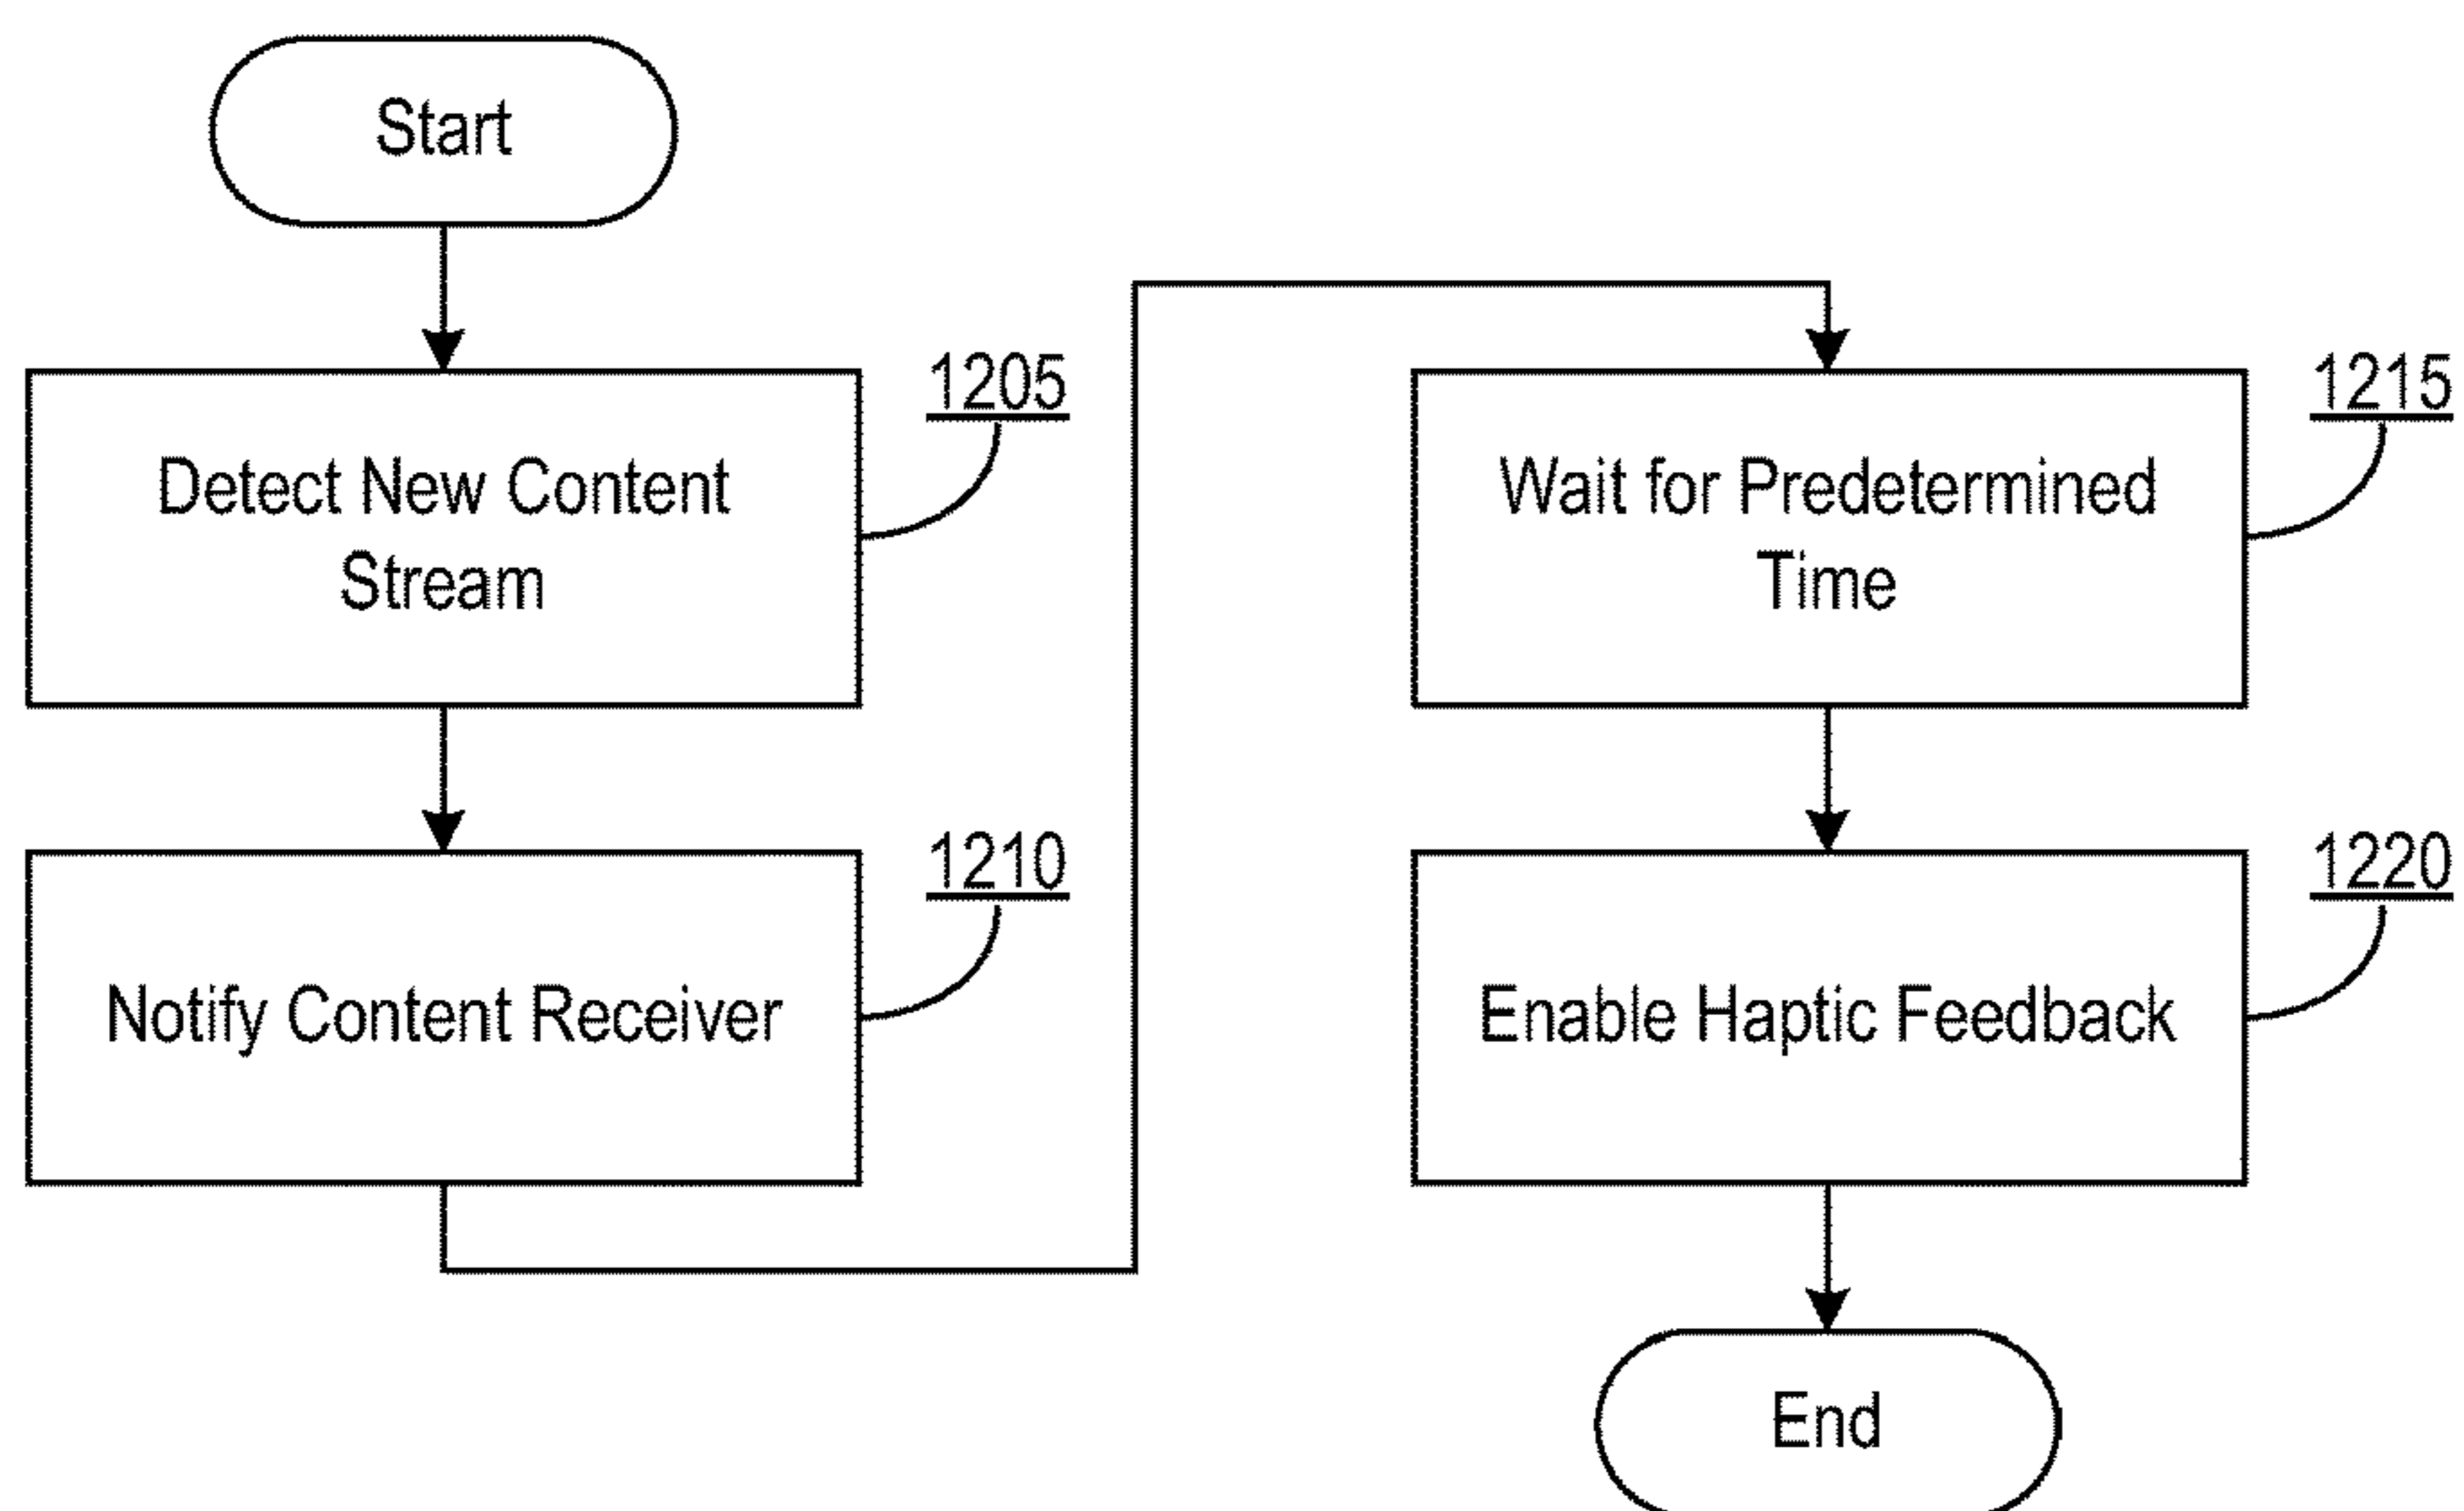 Start
1205
Detect New Content
Stream
1210
Notify Content Receiver
1215
Wait for Predetermined
Time
1220
Enable Haptic Feedback
End